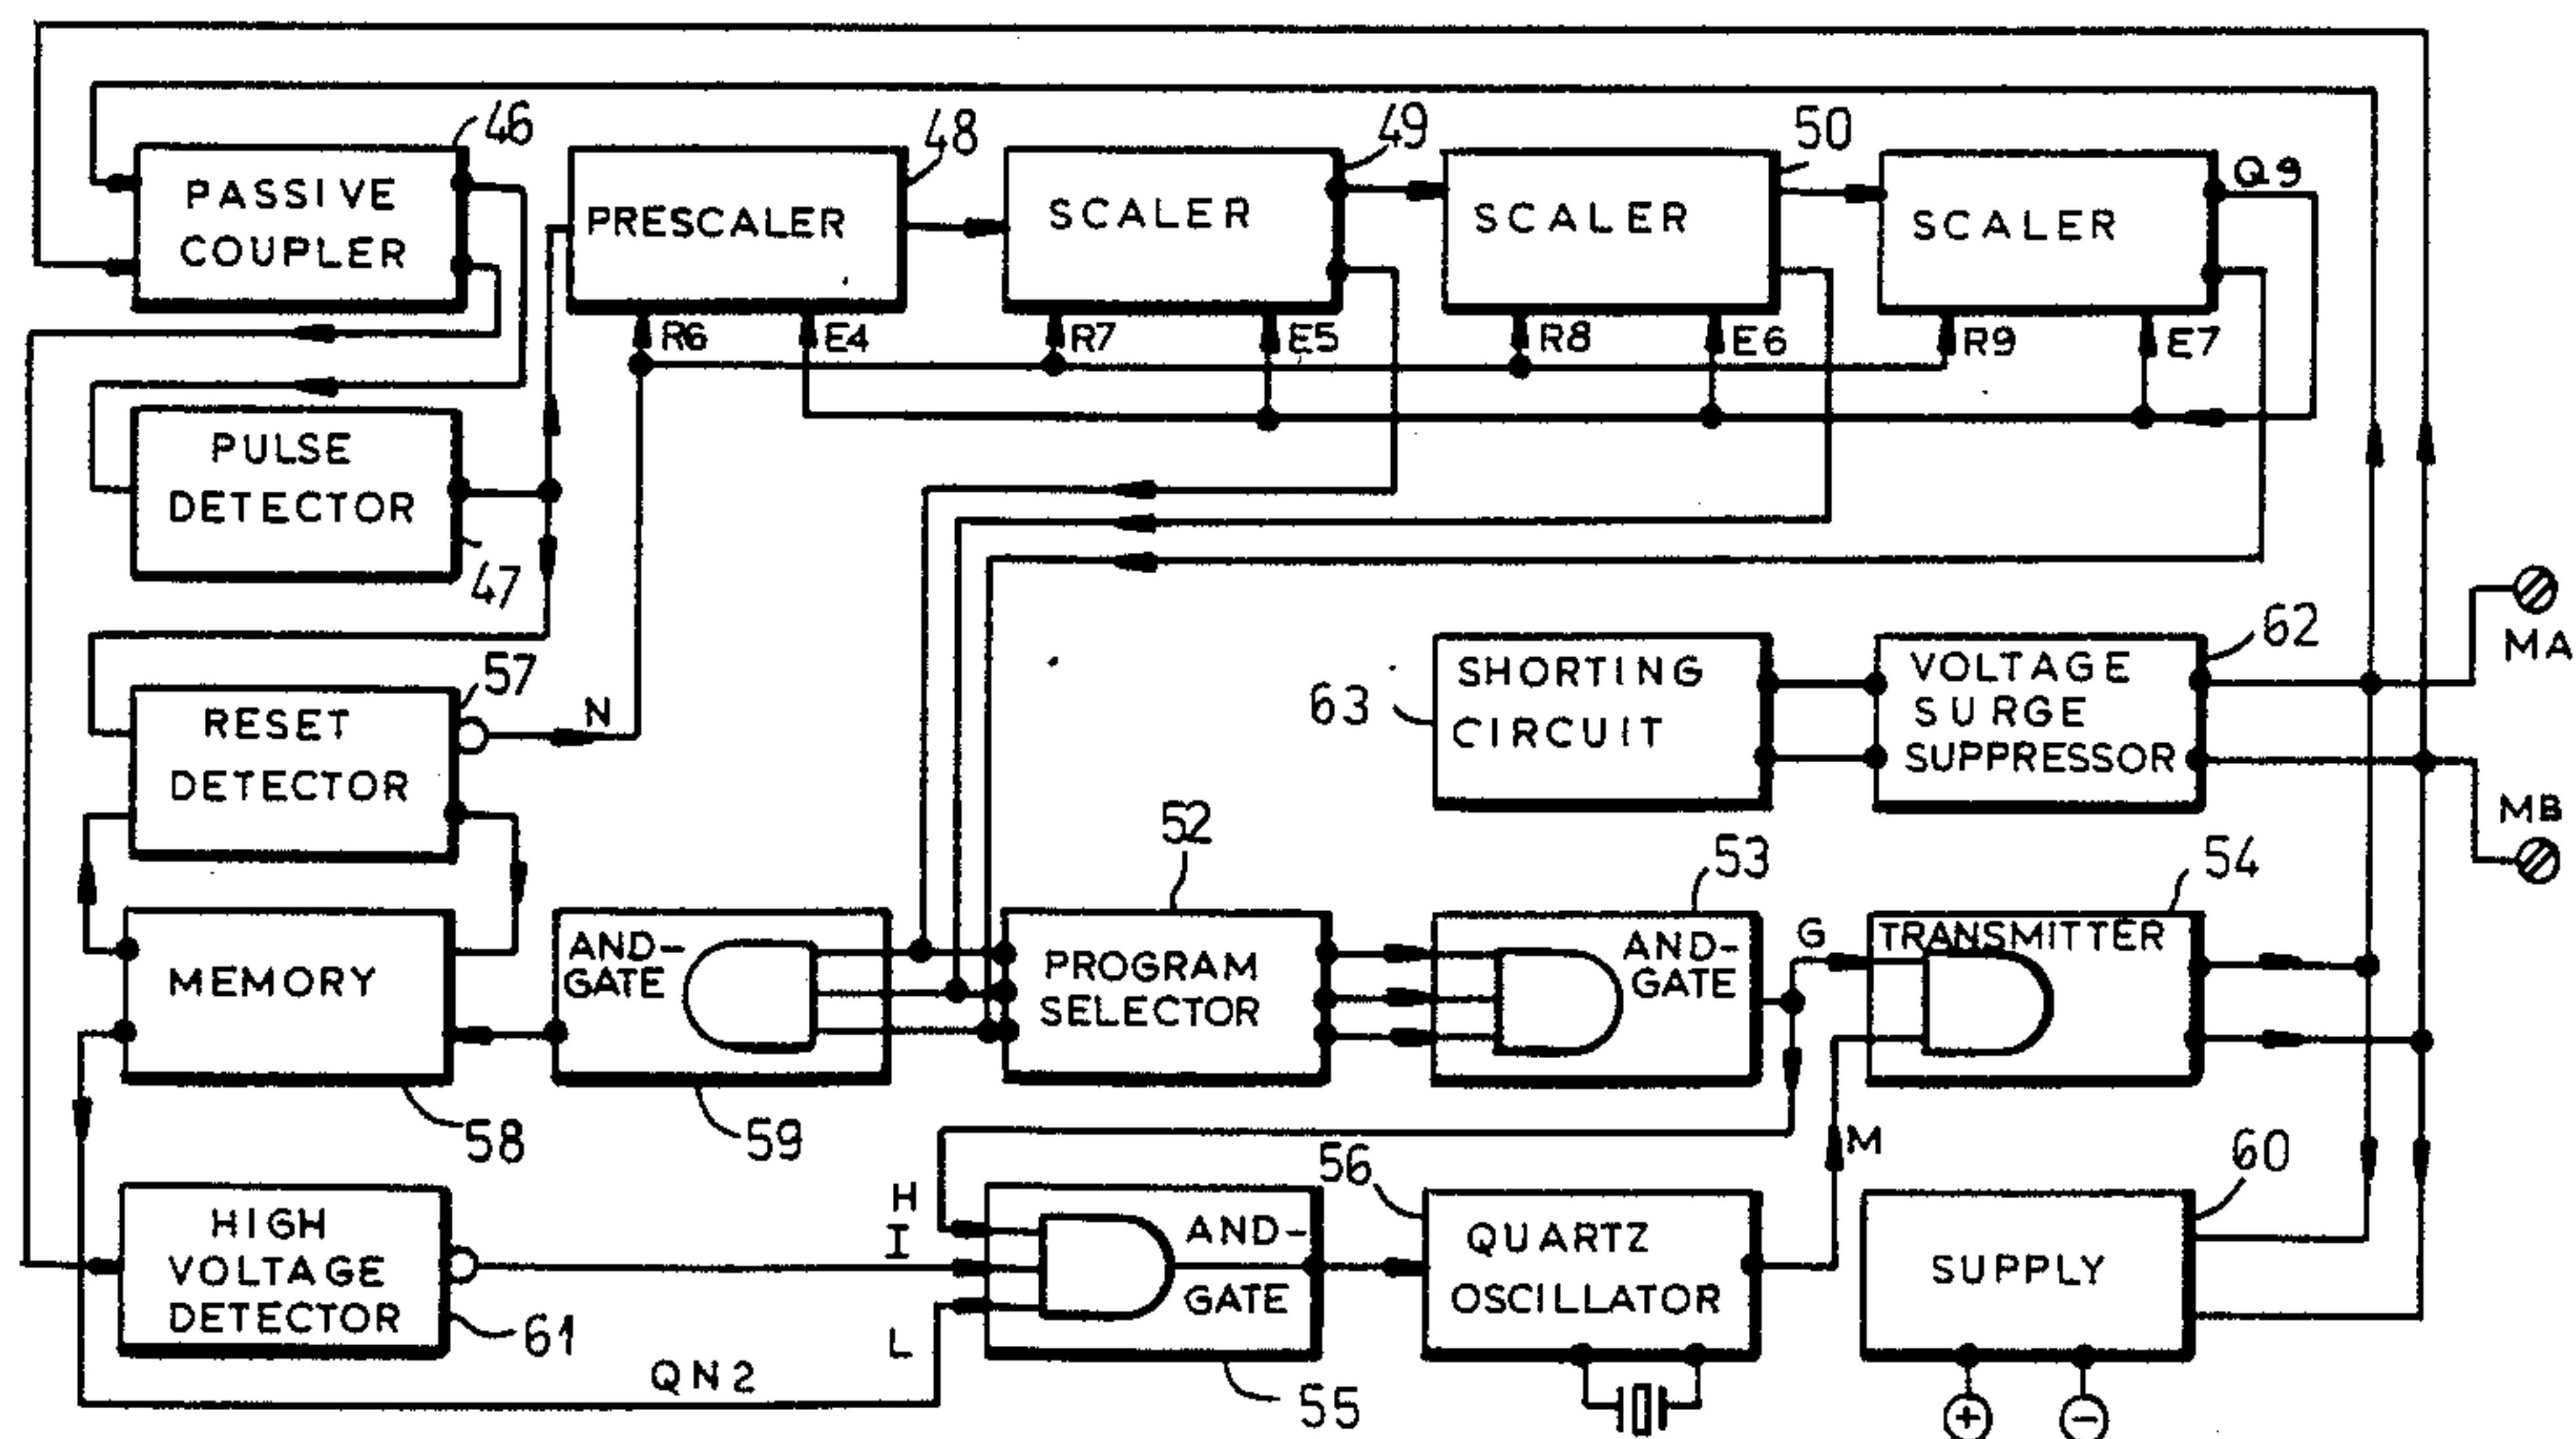 46
48
49
50
PASSIVE
COUPLER
PRESCALER
SCALER
SCALER
SCALER
Q9
R6
E4
R7
E5
R8
E6
R9
E7
PULSE
DETECTOR
47
57
RESET
DETECTOR
N
63
SHORTING
CIRCUIT
VOLTAGE
SURGE
SUPPRESSOR
62
MA
MB
52
53
54
MEMORY
58
AND-
GATE
59
PROGRAM
SELECTOR
AND-
GATE
G
TRANSMITTER
M
HIGH
VOLTAGE
DETECTOR
61
H
I
L
QN2
AND-
GATE
55
56
QUARTZ
OSCILLATOR
60
SUPPLY
+
-